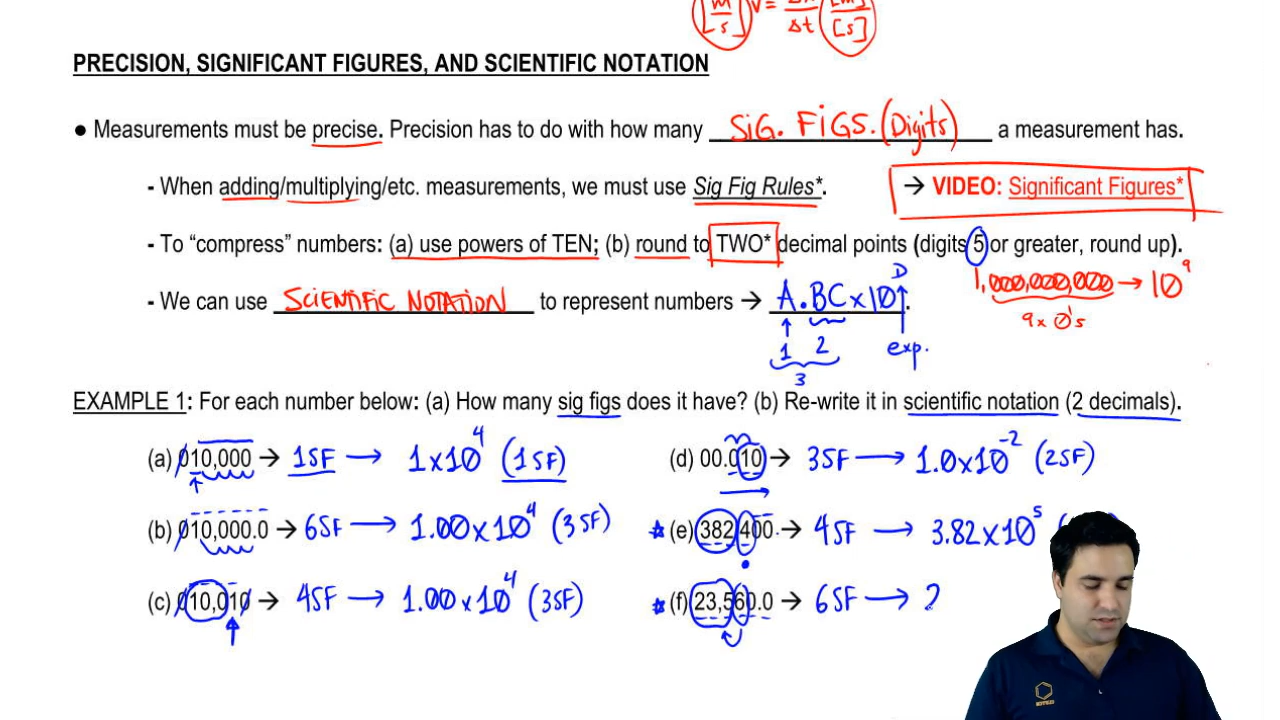 [m/s] V = Δt [s]
PRECISION, SIGNIFICANT FIGURES, AND SCIENTIFIC NOTATION
● Measurements must be precise. Precision has to do with how many SIG. FIGS. (Digits) a measurement has.
- When adding/multiplying/etc. measurements, we must use Sig Fig Rules*. → VIDEO: Significant Figures*
- To “compress” numbers: (a) use powers of TEN; (b) round to TWO* decimal points (digits 5 or greater, round up).
1,000,000,000 → 10⁹
9x 0's
- We can use SCIENTIFIC NOTATION to represent numbers → A.BC x 10ᴰ.
1 2 exp.
3
EXAMPLE 1: For each number below: (a) How many sig figs does it have? (b) Re-write it in scientific notation (2 decimals).
(a) 010,000 → 1SF → 1x10⁴ (1SF)
(d) 00.010 → 3SF → 1.0x10⁻² (2SF)
(b) 010,000.0 → 6SF → 1.00x10⁴ (3SF)
(e) 382400. → 4SF → 3.82x10⁵
(c) 010,010 → 4SF → 1.00x10⁴ (3SF)
(f) 23,560.0 → 6SF → 2